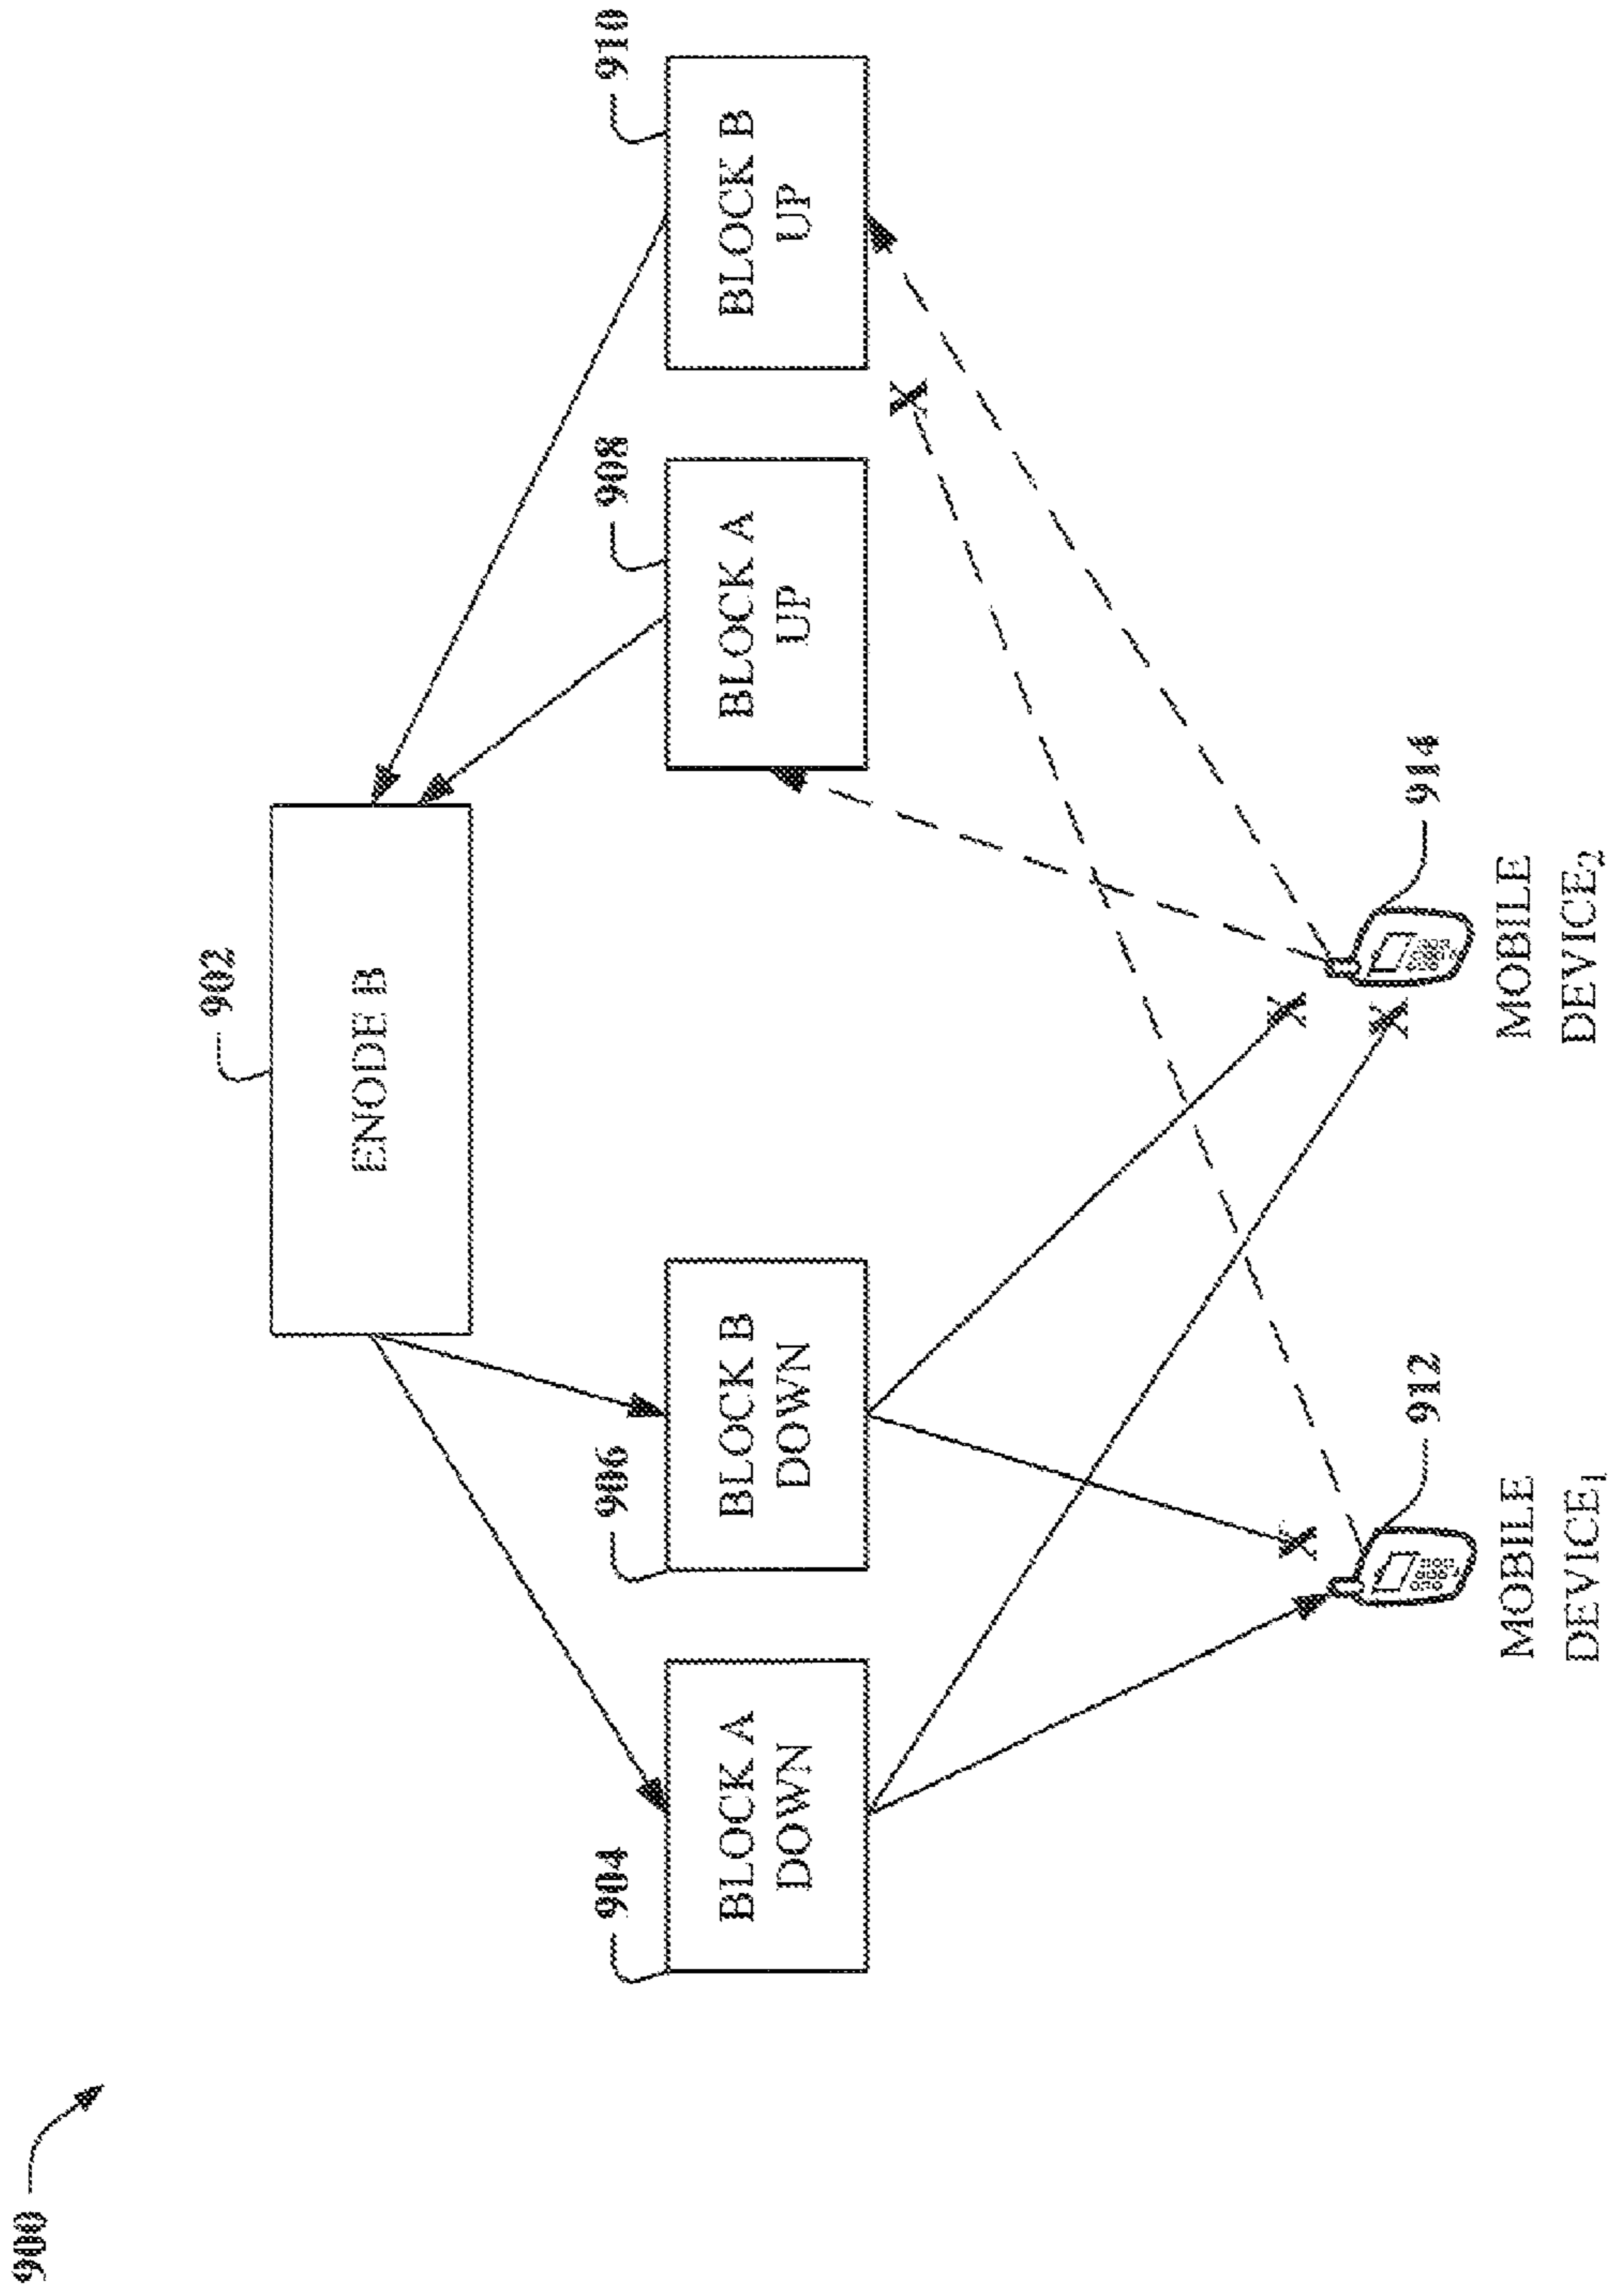 900
902
ENODE B
904
906
908
910
BLOCK A
DOWN
BLOCK B
DOWN
BLOCK A
UP
BLOCK B
UP
912
914
MOBILE
DEVICE1
MOBILE
DEVICE2
X
X
X
X